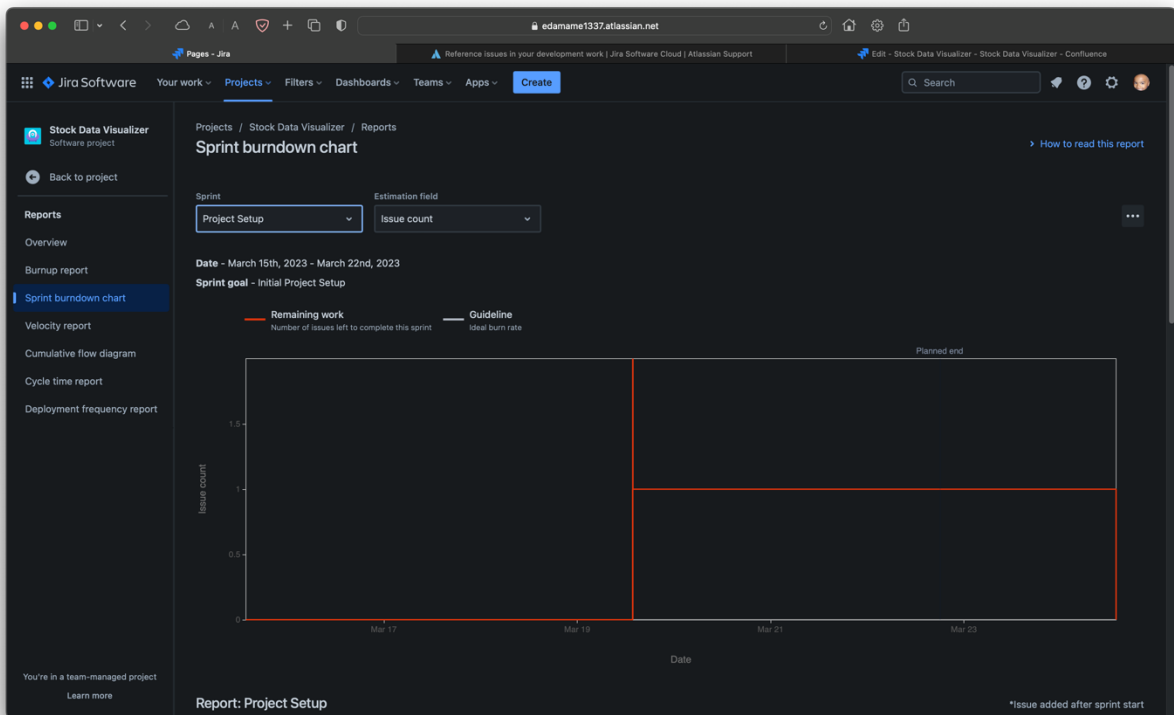 A A edamame1337.atlassian.net
Pages - Jira
Reference issues in your development work | Jira Software Cloud | Atlassian Support
Edit - Stock Data Visualizer - Stock Data Visualizer - Confluence
Jira Software Your work Projects Filters Dashboards Teams Apps Create Search
Stock Data Visualizer
Software project
Back to project
Reports
Overview
Burnup report
Sprint burndown chart
Velocity report
Cumulative flow diagram
Cycle time report
Deployment frequency report
You're in a team-managed project
Learn more
Projects / Stock Data Visualizer / Reports
Sprint burndown chart
How to read this report
Sprint Estimation field
Project Setup Issue count
Date - March 15th, 2023 - March 22nd, 2023
Sprint goal - Initial Project Setup
Remaining work Guideline
Number of issues left to complete this sprint Ideal burn rate
Planned end
1.5
1
0.5
0
Issue count
Mar 17 Mar 19 Mar 21 Mar 23
Date
Report: Project Setup *Issue added after sprint start